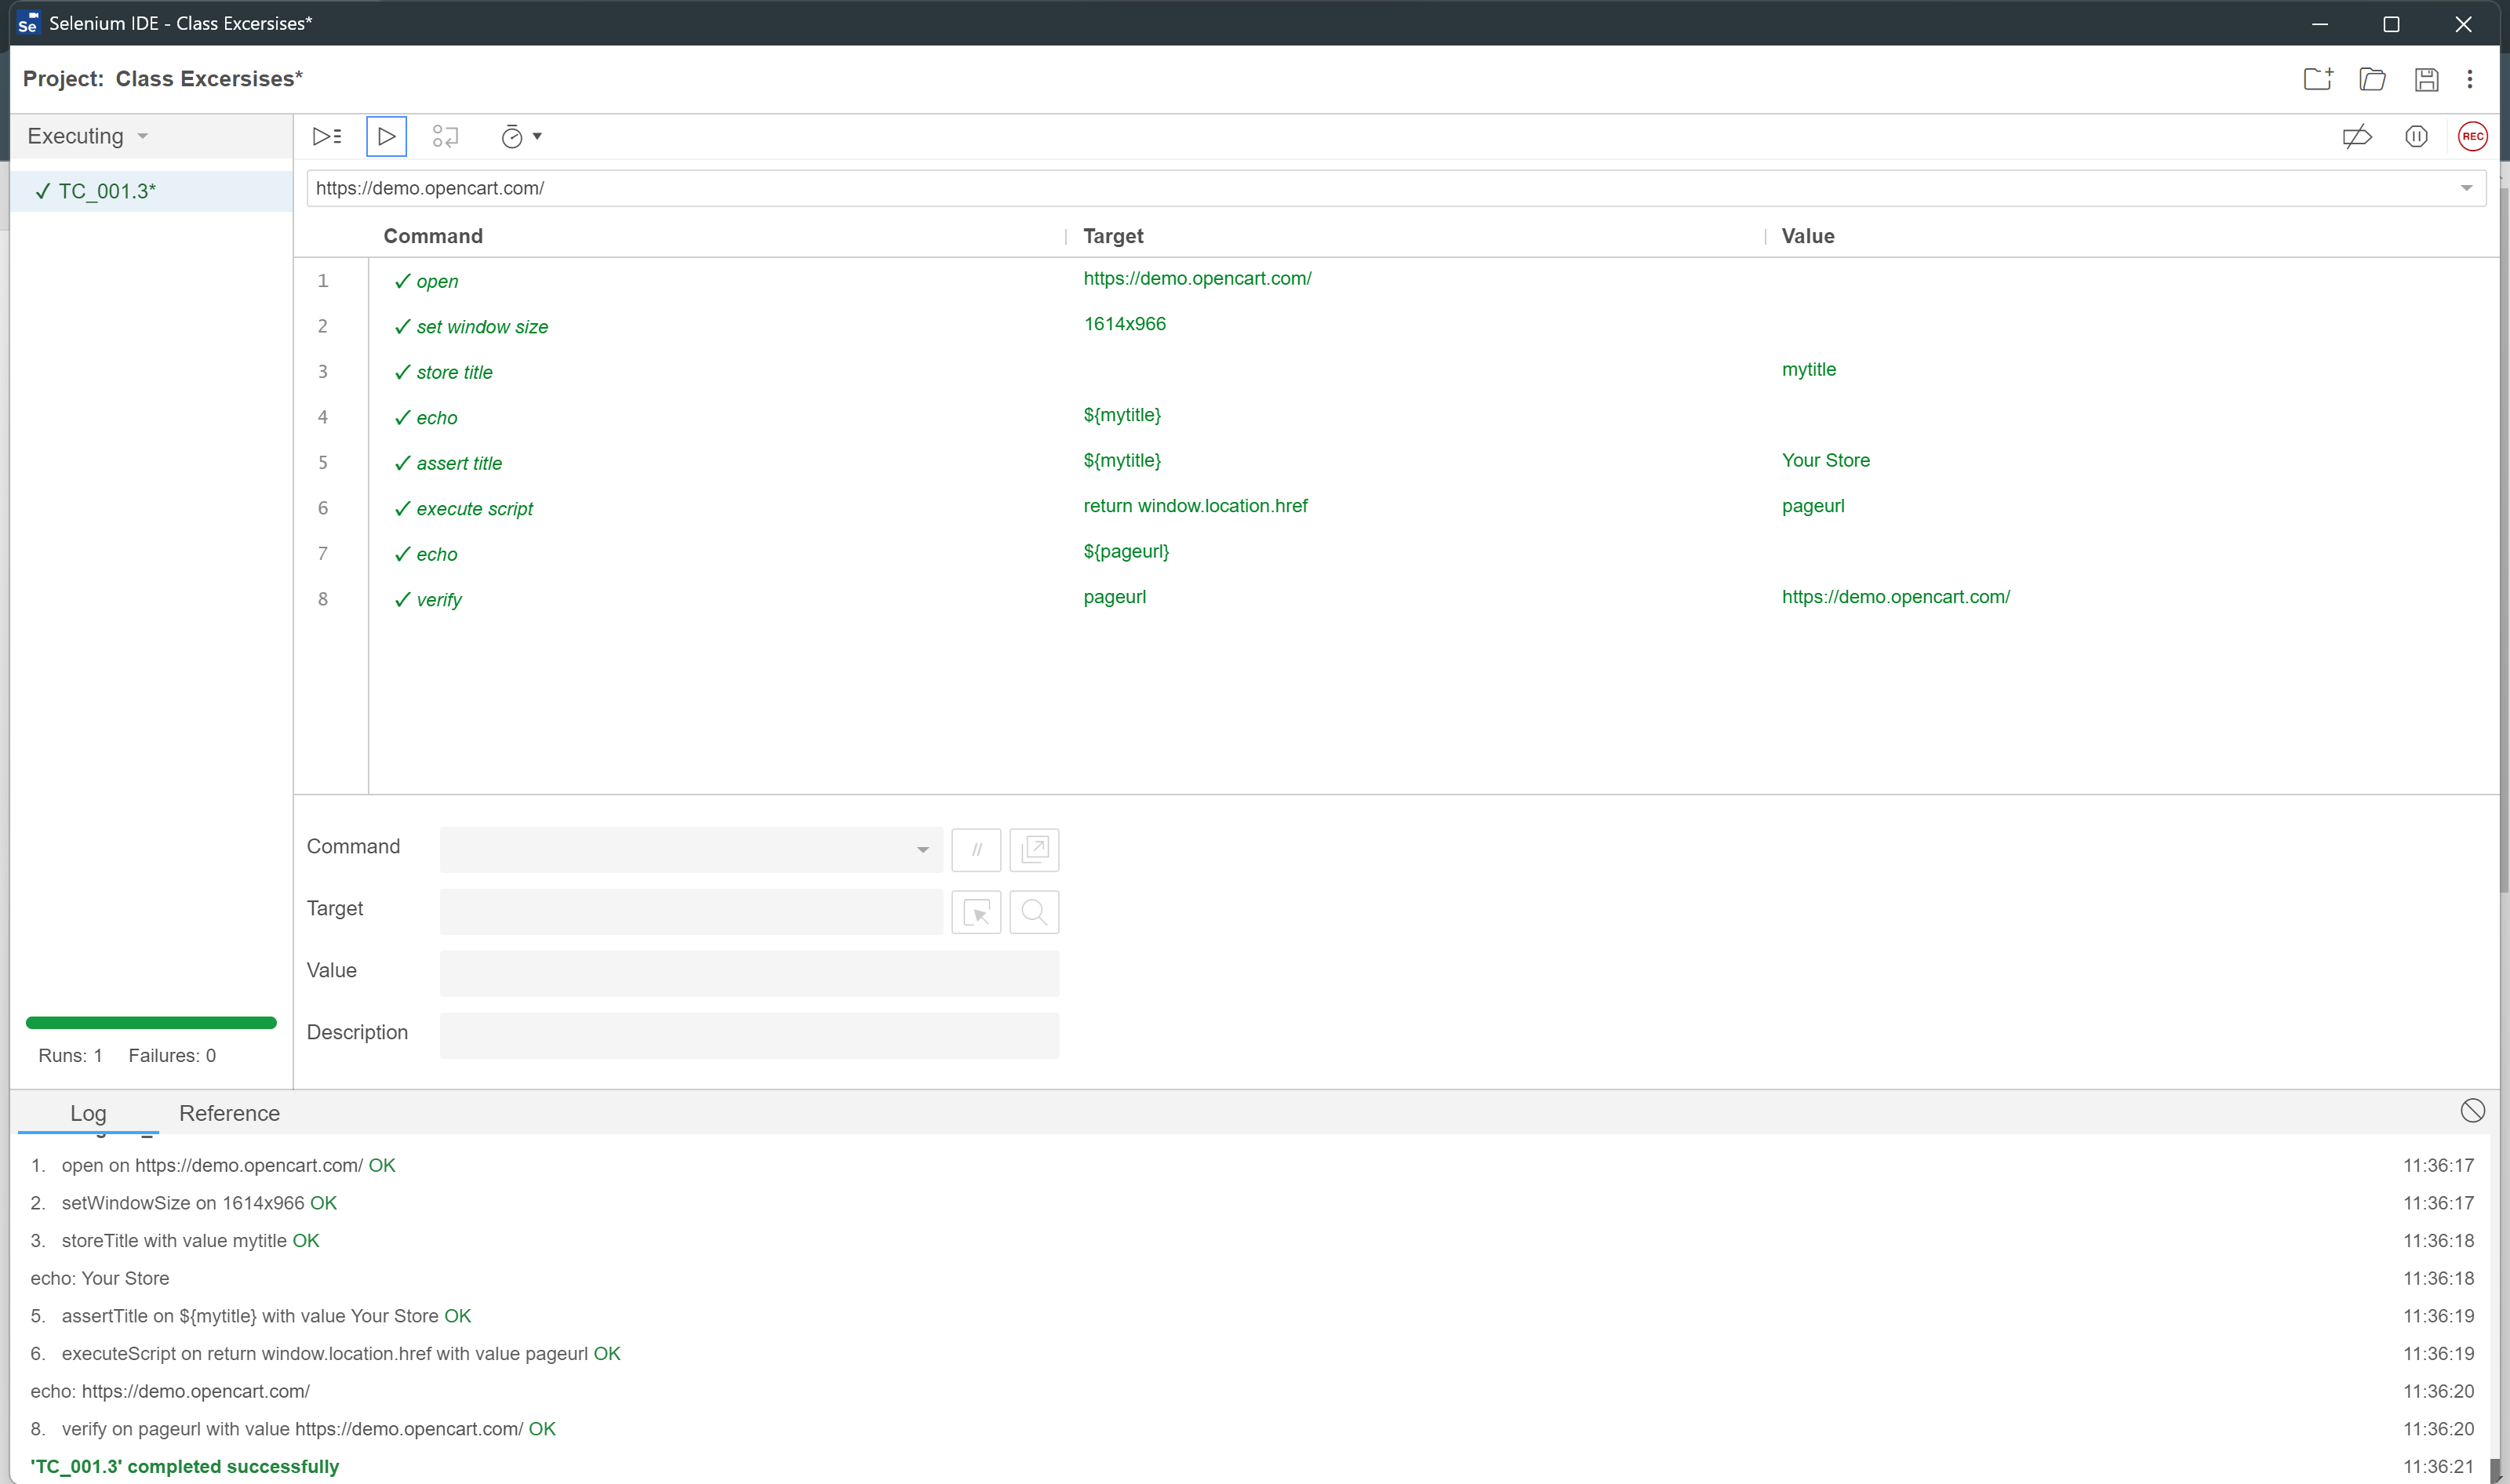 Se Selenium IDE - Class Excersises*
Project: Class Excersises*
Executing
✓ TC_001.3*
REC
https://demo.opencart.com/
Command Target Value
1 ✓ open https://demo.opencart.com/
2 ✓ set window size 1614x966
3 ✓ store title mytitle
4 ✓ echo ${mytitle}
5 ✓ assert title ${mytitle} Your Store
6 ✓ execute script return window.location.href pageurl
7 ✓ echo ${pageurl}
8 ✓ verify pageurl https://demo.opencart.com/
Command //
Target
Value
Description
Runs: 1 Failures: 0
Log Reference
1. open on https://demo.opencart.com/ OK 11:36:17
2. setWindowSize on 1614x966 OK 11:36:17
3. storeTitle with value mytitle OK 11:36:18
echo: Your Store 11:36:18
5. assertTitle on ${mytitle} with value Your Store OK 11:36:19
6. executeScript on return window.location.href with value pageurl OK 11:36:19
echo: https://demo.opencart.com/ 11:36:20
8. verify on pageurl with value https://demo.opencart.com/ OK 11:36:20
'TC_001.3' completed successfully 11:36:21